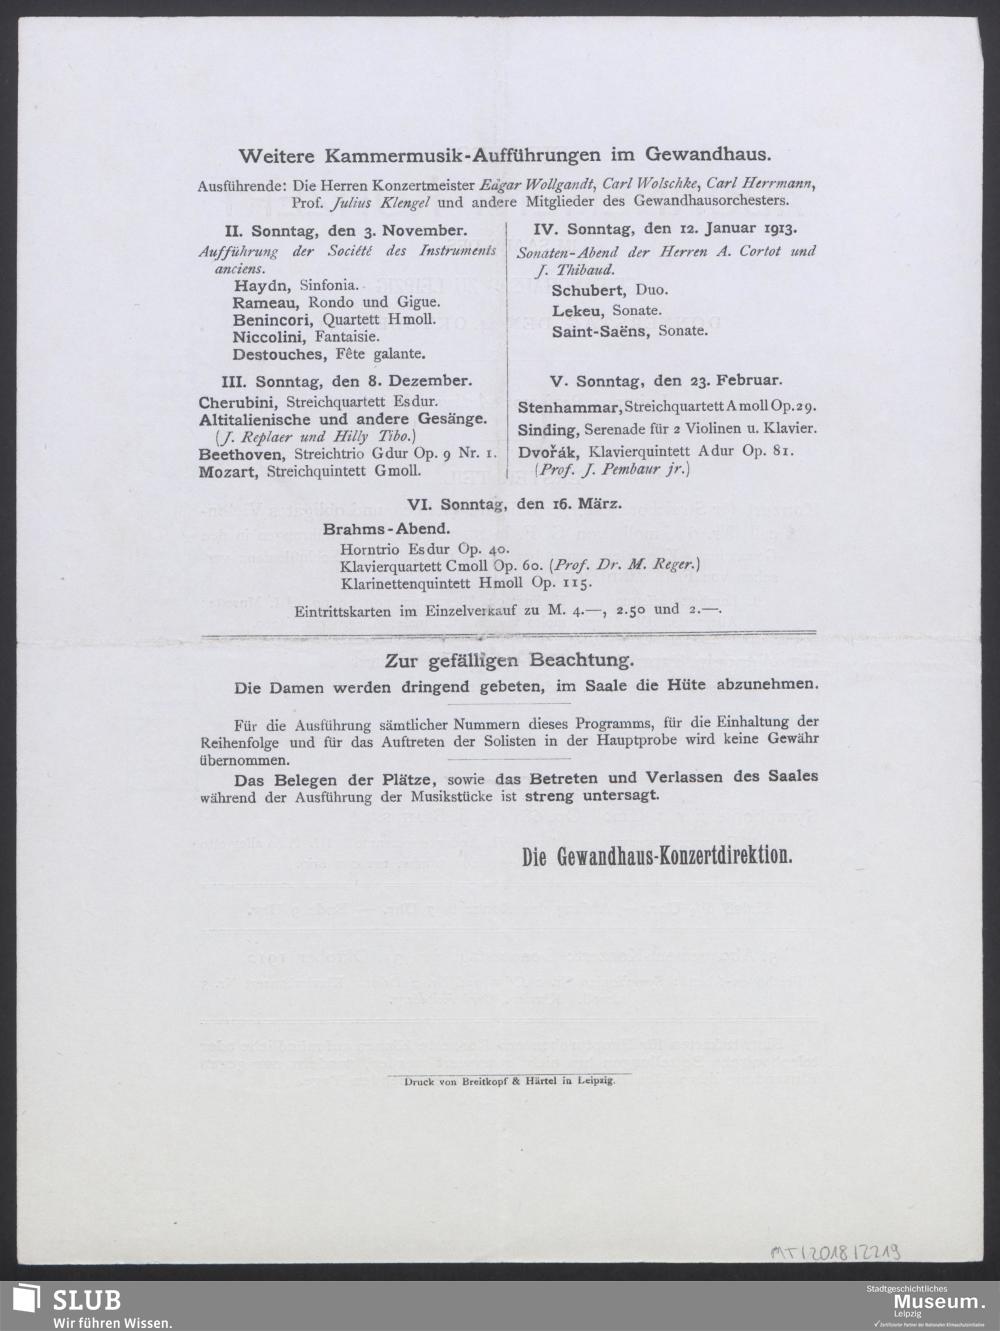 Weitere Kammermusik-Aufführungen im Gewandhaus.
Ausführende: Die Herren Konzertmeister Edgar Wollgandt, Carl Wolschke, Carl Herrmann,
Prof. Julius Klengel und andere Mitglieder des Gewandhausorchesters.
II. Sonntag, den 3. November.
Aufführung der Société des Instruments
anciens.
Haydn, Sinfonia.
Rameau, Rondo und Gigue.
Benincori, Quartett Hmoll.
Niccolini, Fantaisie.
Destouches, Fête galante.
III. Sonntag, den 8. Dezember.
Cherubini, Streichquartett Esdur.
Altitalienische und andere Gesänge.
(J. Replaer und Hilly Tibo.)
Beethoven, Streichtrio Gdur Op. 9 Nr. 1.
Mozart, Streichquintett Gmoll.
IV. Sonntag, den 12. Januar 1913.
Sonaten-Abend der Herren A. Cortot und
J. Thibaud.
Schubert, Duo.
Lekeu, Sonate.
Saint-Saëns, Sonate.
V. Sonntag, den 23. Februar.
Stenhammar, Streichquartett Amoll Op. 29.
Sinding, Serenade für 2 Violinen u. Klavier.
Dvořák, Klavierquintett Adur Op. 81.
(Prof. J. Pembaur jr.)
VI. Sonntag, den 16. März.
Brahms-Abend.
Horntrio Esdur Op. 40.
Klavierquartett Cmoll Op. 60. (Prof. Dr. M. Reger.)
Klarinettenquintett Hmoll Op. 115.
Eintrittskarten im Einzelverkauf zu M. 4.—, 2.50 und 2.—.
Zur gefälligen Beachtung.
Die Damen werden dringend gebeten, im Saale die Hüte abzunehmen.
Für die Ausführung sämtlicher Nummern dieses Programms, für die Einhaltung der
Reihenfolge und für das Auftreten der Solisten in der Hauptprobe wird keine Gewähr
übernommen.
Das Belegen der Plätze, sowie das Betreten und Verlassen des Saales
während der Ausführung der Musikstücke ist streng untersagt.
Die Gewandhaus-Konzertdirektion.
Druck von Breitkopf & Härtel in Leipzig.
MT/2018/2219
SLUB
Wir führen Wissen.
Stadtgeschichtliches
Museum.
Leipzig
Zertifizierter Partner der Nationalen Klimaschutzinitiative